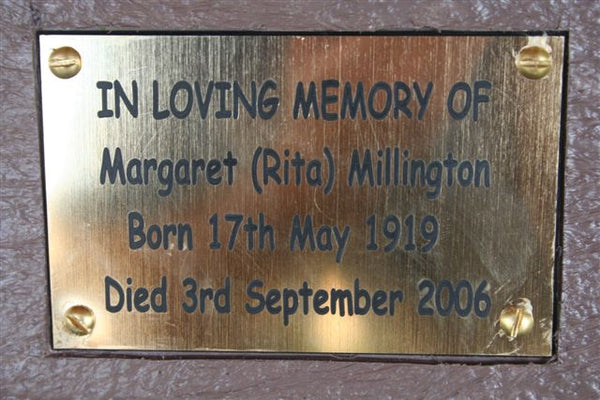 IN LOVING MEMORY OF
Margaret (Rita) Millington
Born 17th May 1919
Died 3rd September 2006